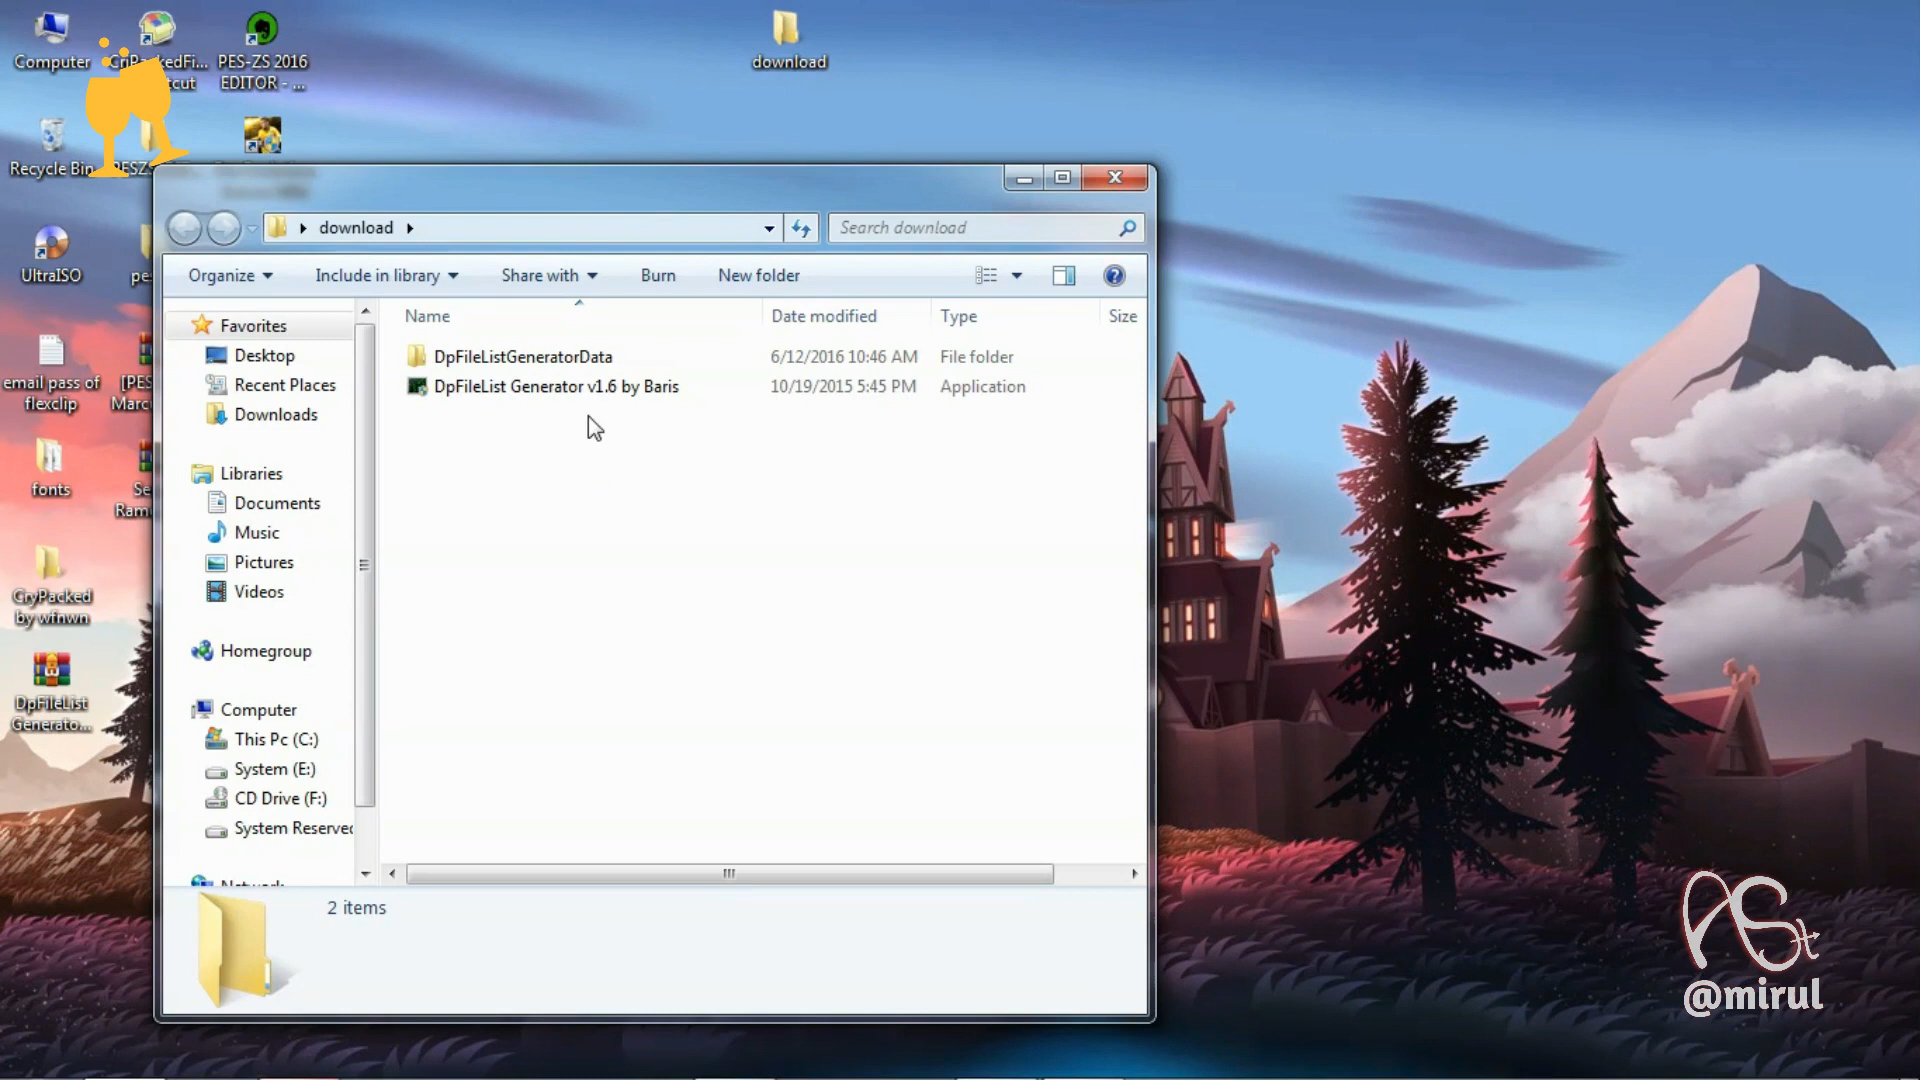 Computer
CriPackedFi...
tcut
PES-ZS 2016
EDITOR - ...
download
Recycle Bin
UltraISO
email pass of
flexclip
[PES
Marc
fonts
Se
Ram
CryPacked
by wfnwn
DpFileList
Generato...
download
Search download
Organize
Include in library
Share with
Burn
New folder
Name
Date modified
Type
Size
DpFileListGeneratorData
6/12/2016 10:46 AM
File folder
DpFileList Generator v1.6 by Baris
10/19/2015 5:45 PM
Application
Favorites
Desktop
Recent Places
Downloads
Libraries
Documents
Music
Pictures
Videos
Homegroup
Computer
This Pc (C:)
System (E:)
CD Drive (F:)
System Reserved
Network
2 items
ASt
@mirul